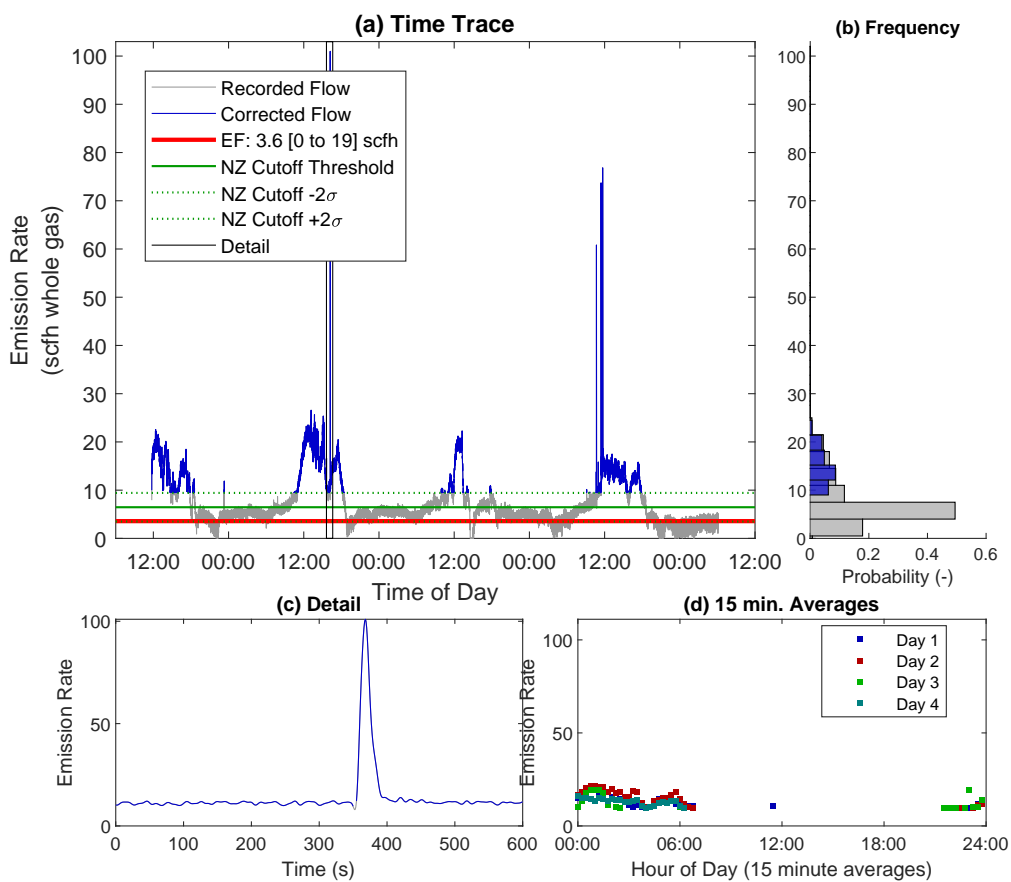 (a) Time Trace
Emission Rate
(scfh whole gas)
100
90
80
70
60
50
40
30
20
10
0
Recorded Flow
Corrected Flow
EF: 3.6 [0 to 19] scfh
NZ Cutoff Threshold
NZ Cutoff -2σ
NZ Cutoff +2σ
Detail
12:00 00:00 12:00 00:00 12:00 00:00 12:00 00:00 12:00
Time of Day
(b) Frequency
100
90
80
70
60
50
40
30
20
10
0
0 0.2 0.4 0.6
Probability (-)
(c) Detail
Emission Rate
100
50
0
0 100 200 300 400 500 600
Time (s)
(d) 15 min. Averages
Emission Rate
100
50
0
Day 1
Day 2
Day 3
Day 4
00:00 06:00 12:00 18:00 24:00
Hour of Day (15 minute averages)